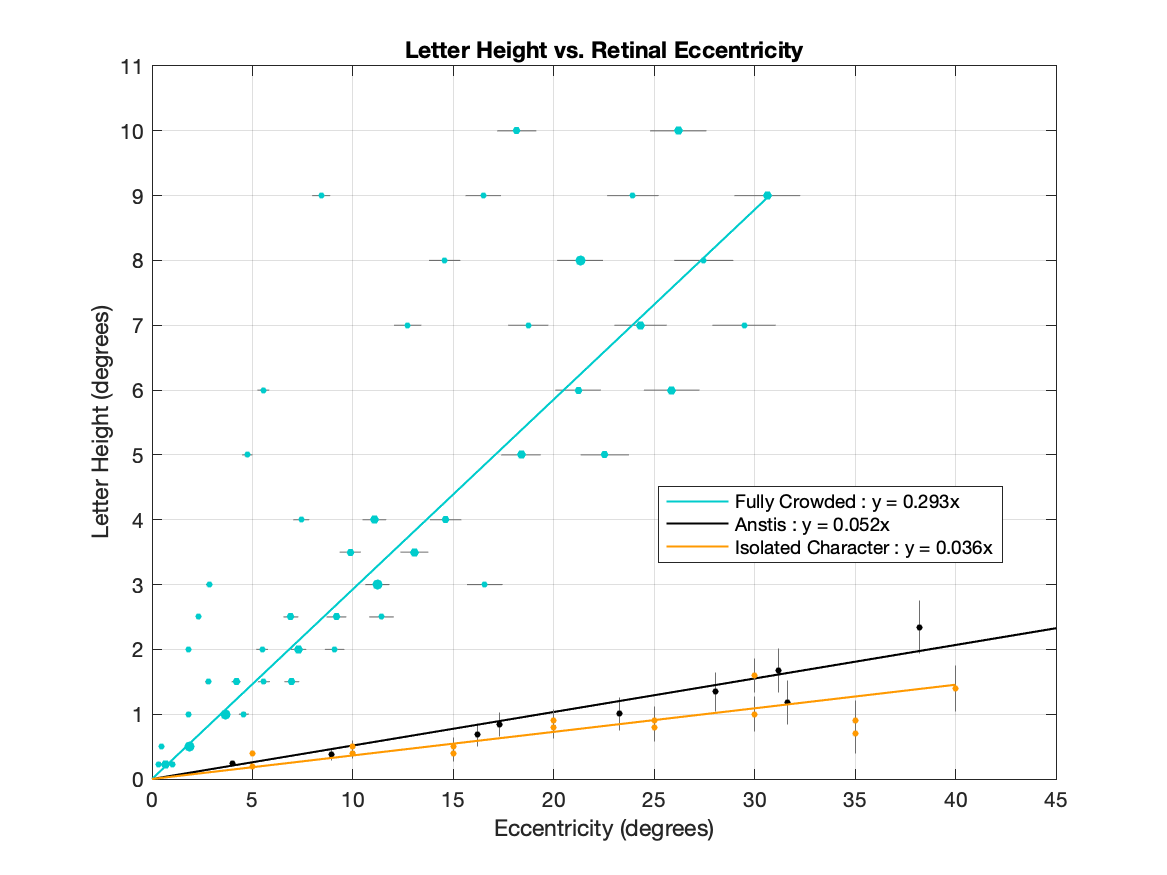 Letter Height vs. Retinal Eccentricity
11
10
9
8
7
6
5
4
3
2
1
0
Letter Height (degrees)
Fully Crowded : y = 0.293x
Anstis : y = 0.052x
Isolated Character : y = 0.036x
0 5 10 15 20 25 30 35 40 45
Eccentricity (degrees)